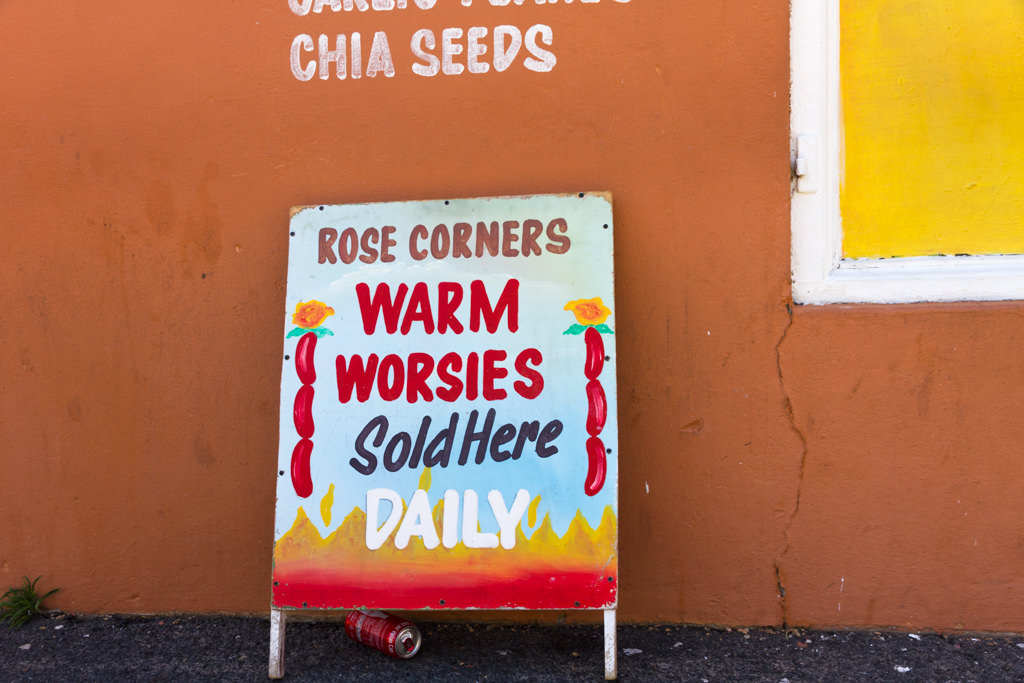 CHIA SEEDS
ROSE CORNERS
WARM
WORSIES
Sold Here
DAILY